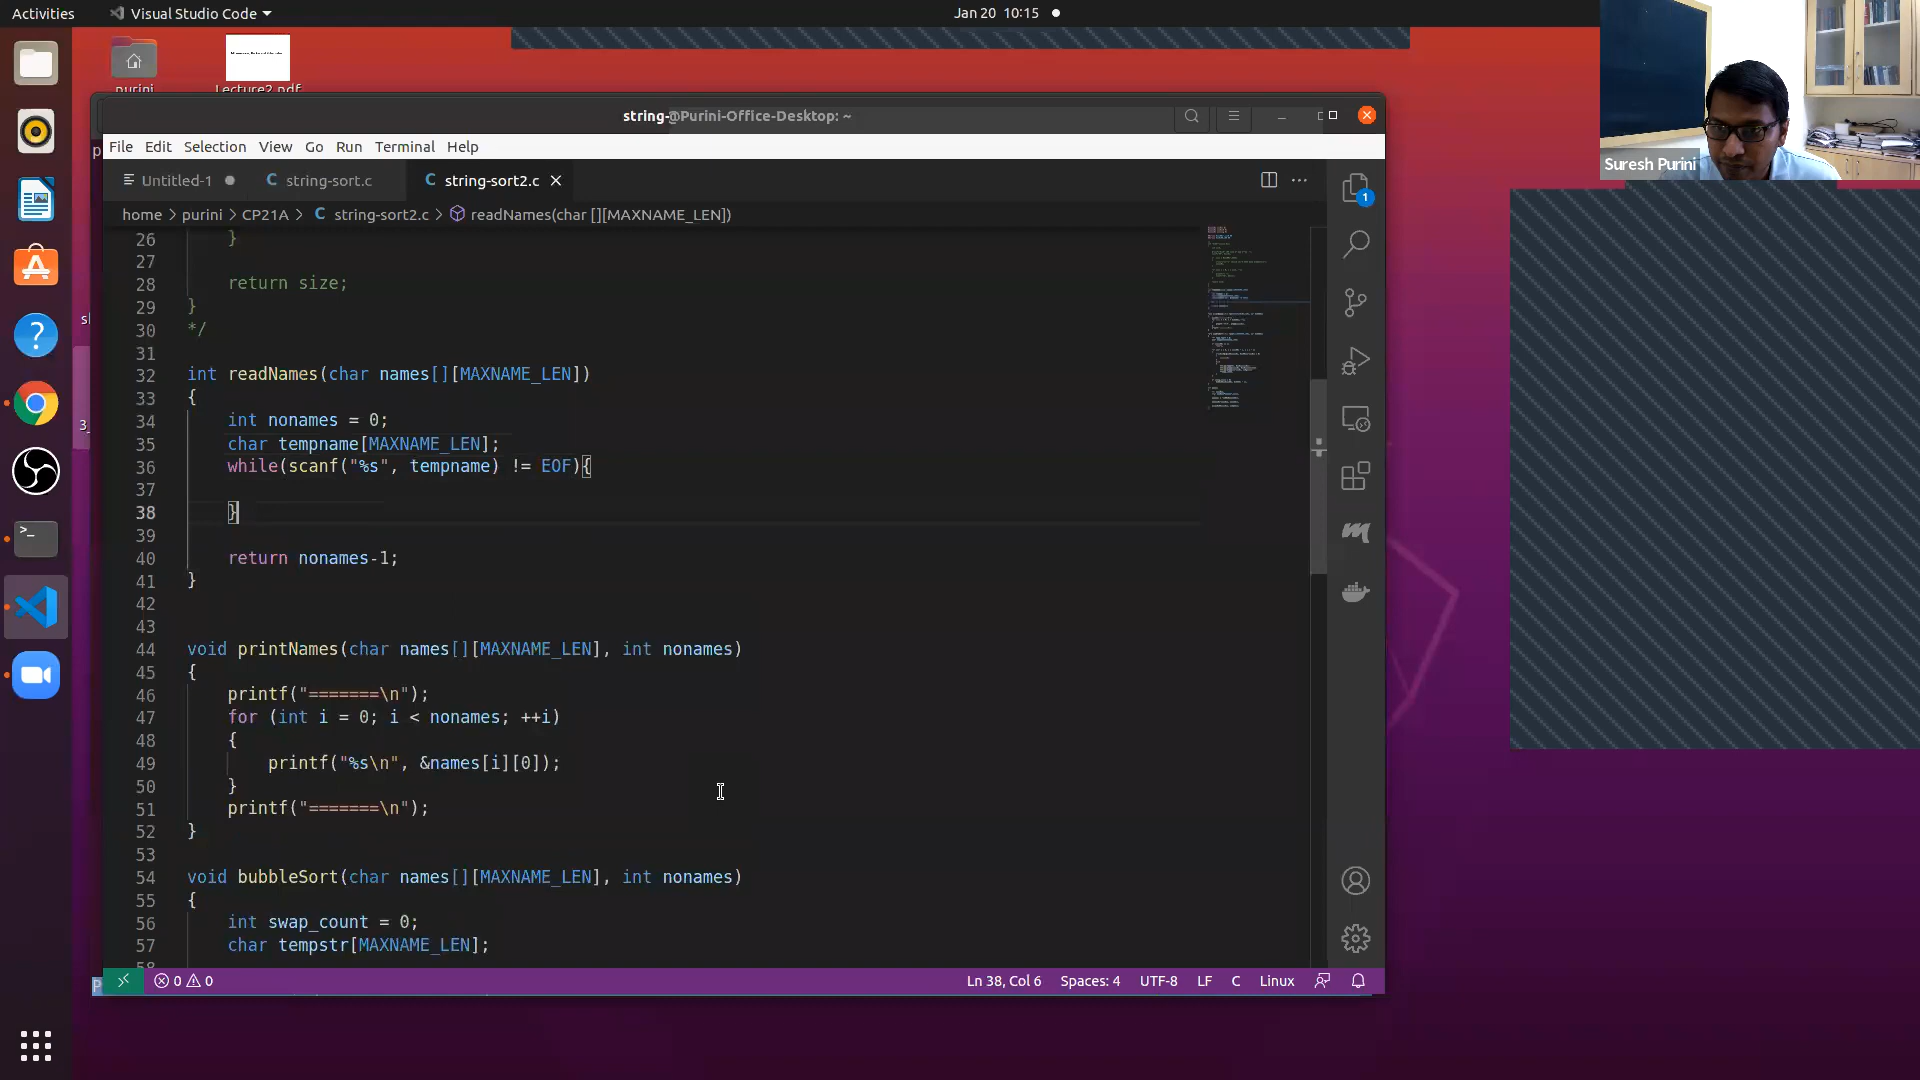 Activities
Visual Studio Code
Jan 20 10:15
purini
Lecture2.pdf
string-@Purini-Office-Desktop: ~
File Edit Selection View Go Run Terminal Help
Untitled-1
C string-sort.c
C string-sort2.c
home > purini > CP21A > C string-sort2.c > readNames(char [][MAXNAME_LEN])
1
Suresh Purini
26 }
27
28 return size;
29 }
30 */
31
32 int readNames(char names[][MAXNAME_LEN])
33 {
34 int nonames = 0;
35 char tempname[MAXNAME_LEN];
36 while(scanf("%s", tempname) != EOF){
37
38 }
39
40 return nonames-1;
41 }
42
43
44 void printNames(char names[][MAXNAME_LEN], int nonames)
45 {
46 printf("=======\n");
47 for (int i = 0; i < nonames; ++i)
48 {
49 printf("%s\n", &names[i][0]);
50 }
51 printf("=======\n");
52 }
53
54 void bubbleSort(char names[][MAXNAME_LEN], int nonames)
55 {
56 int swap_count = 0;
57 char tempstr[MAXNAME_LEN];
58
0 0
Ln 38, Col 6
Spaces: 4
UTF-8
LF
C
Linux